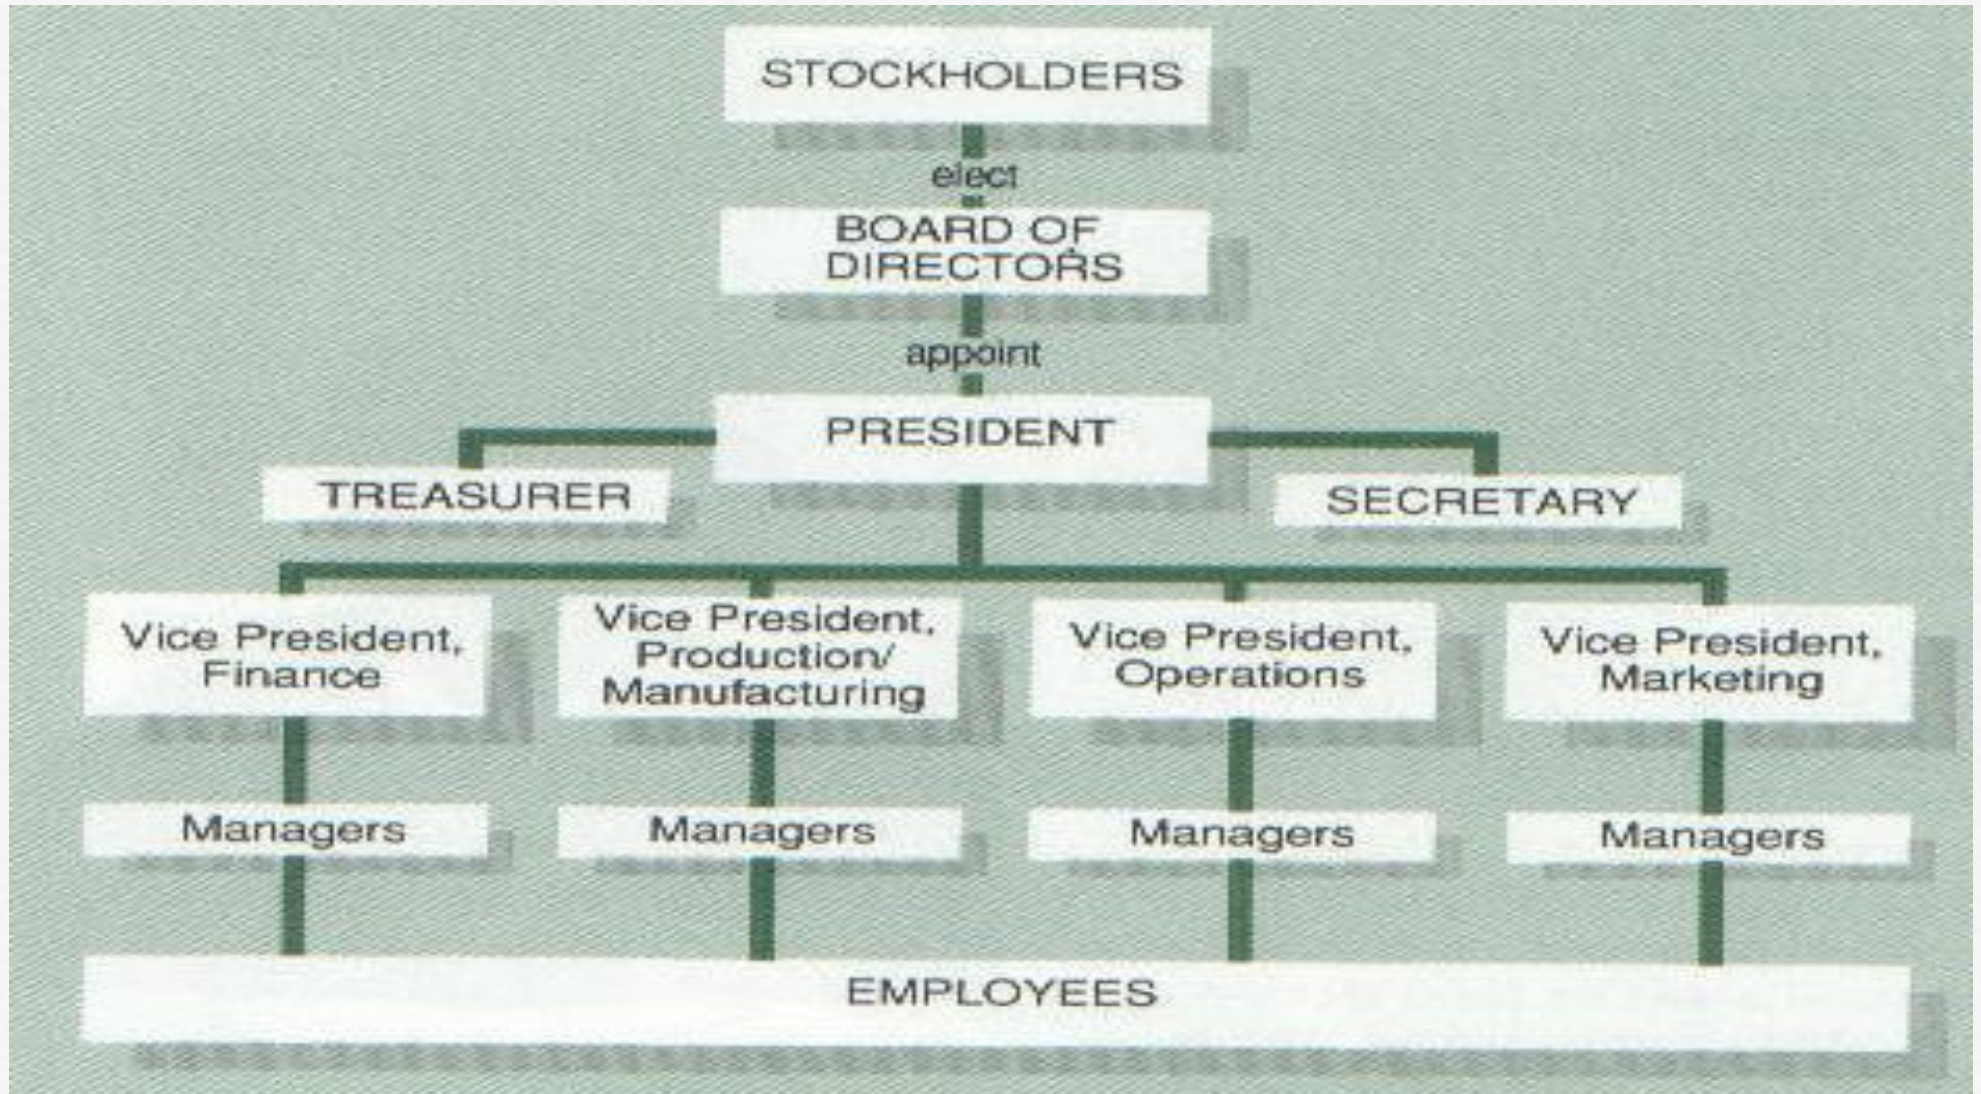 STOCKHOLDERS
elect
BOARD OF
DIRECTORS
appoint
PRESIDENT
TREASURER
SECRETARY
Vice President,
Finance
Vice President,
Production/
Manufacturing
Vice President,
Operations
Vice President,
Marketing
Managers
Managers
Managers
Managers
EMPLOYEES